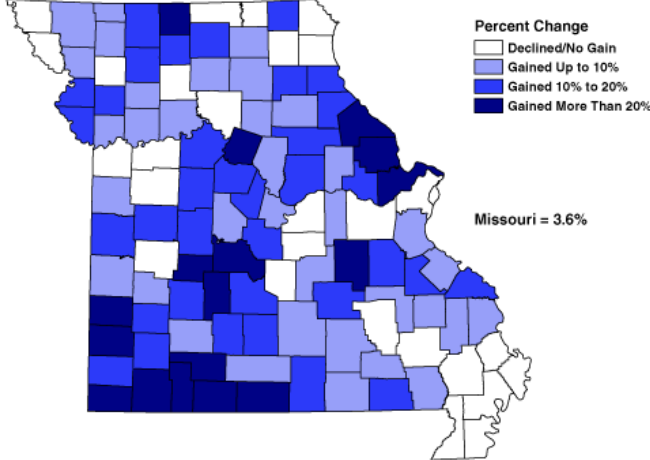 Percent Change
Declined/No Gain
Gained Up to 10%
Gained 10% to 20%
Gained More Than 20%
Missouri = 3.6%